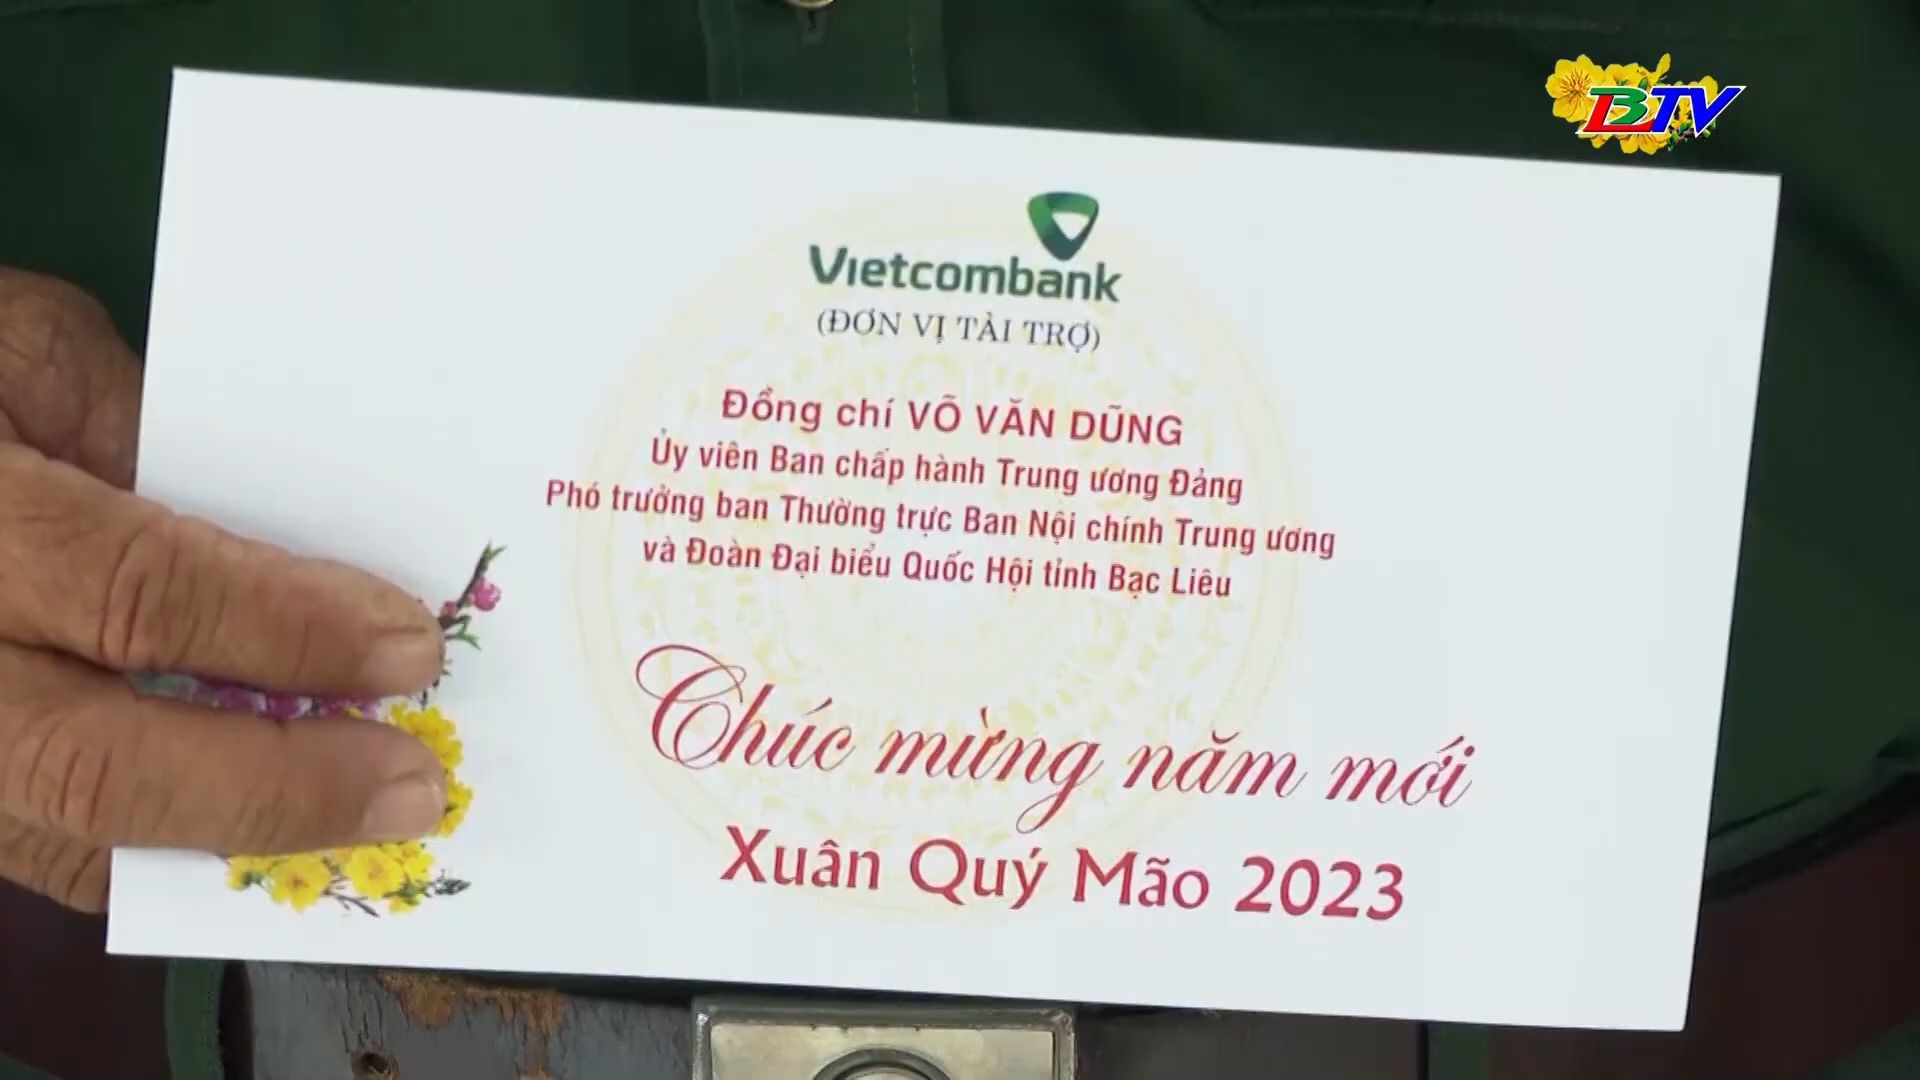 BLTV
Vietcombank
(ĐƠN VỊ TÀI TRỢ)
Đồng chí VÕ VĂN DŨNG
Ủy viên Ban chấp hành Trung ương Đảng
Phó trưởng ban Thường trực Ban Nội chính Trung ương
và Đoàn Đại biểu Quốc Hội tỉnh Bạc Liêu
Chúc mừng năm mới
Xuân Quý Mão 2023